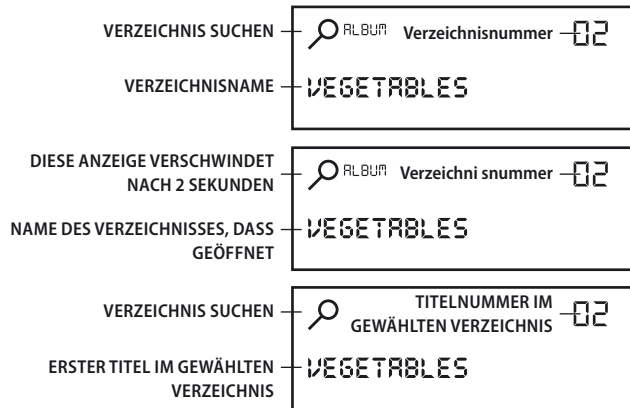 VERZEICHNIS SUCHEN
ALBUM Verzeichnisnummer 02
VERZEICHNISNAME
VEGETABLES
DIESE ANZEIGE VERSCHWINDET
NACH 2 SEKUNDEN
ALBUM Verzeichni snummer 02
NAME DES VERZEICHNISSES, DASS
GEÖFFNET
VEGETABLES
VERZEICHNIS SUCHEN
TITELNUMMER IM
GEWÄHLTEN VERZEICHNIS 02
ERSTER TITEL IM GEWÄHLTEN
VERZEICHNIS
VEGETABLES